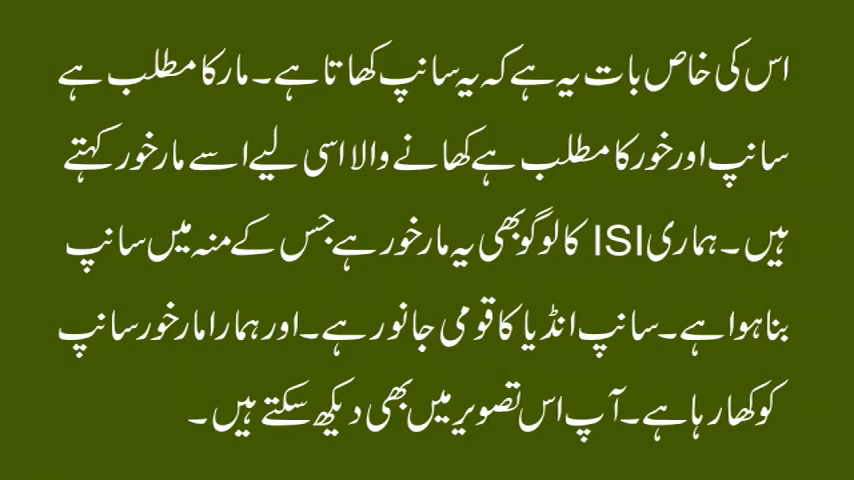 اس کی خاص بات یہ ہے کہ یہ سانپ کھاتا ہے۔ مار کا مطلب ہے
سانپ اور خور کا مطلب ہے کھانے والا اسی لیے اسے مارخور کہتے
ہیں۔ ہماری ISI کا لوگو بھی یہ مارخور ہے جس کے منہ میں سانپ
بنا ہوا ہے۔ سانپ انڈیا کا قومی جانور ہے۔ اور ہمارا مارخور سانپ
کو کھا رہا ہے۔ آپ اس تصویر میں بھی دیکھ سکتے ہیں۔